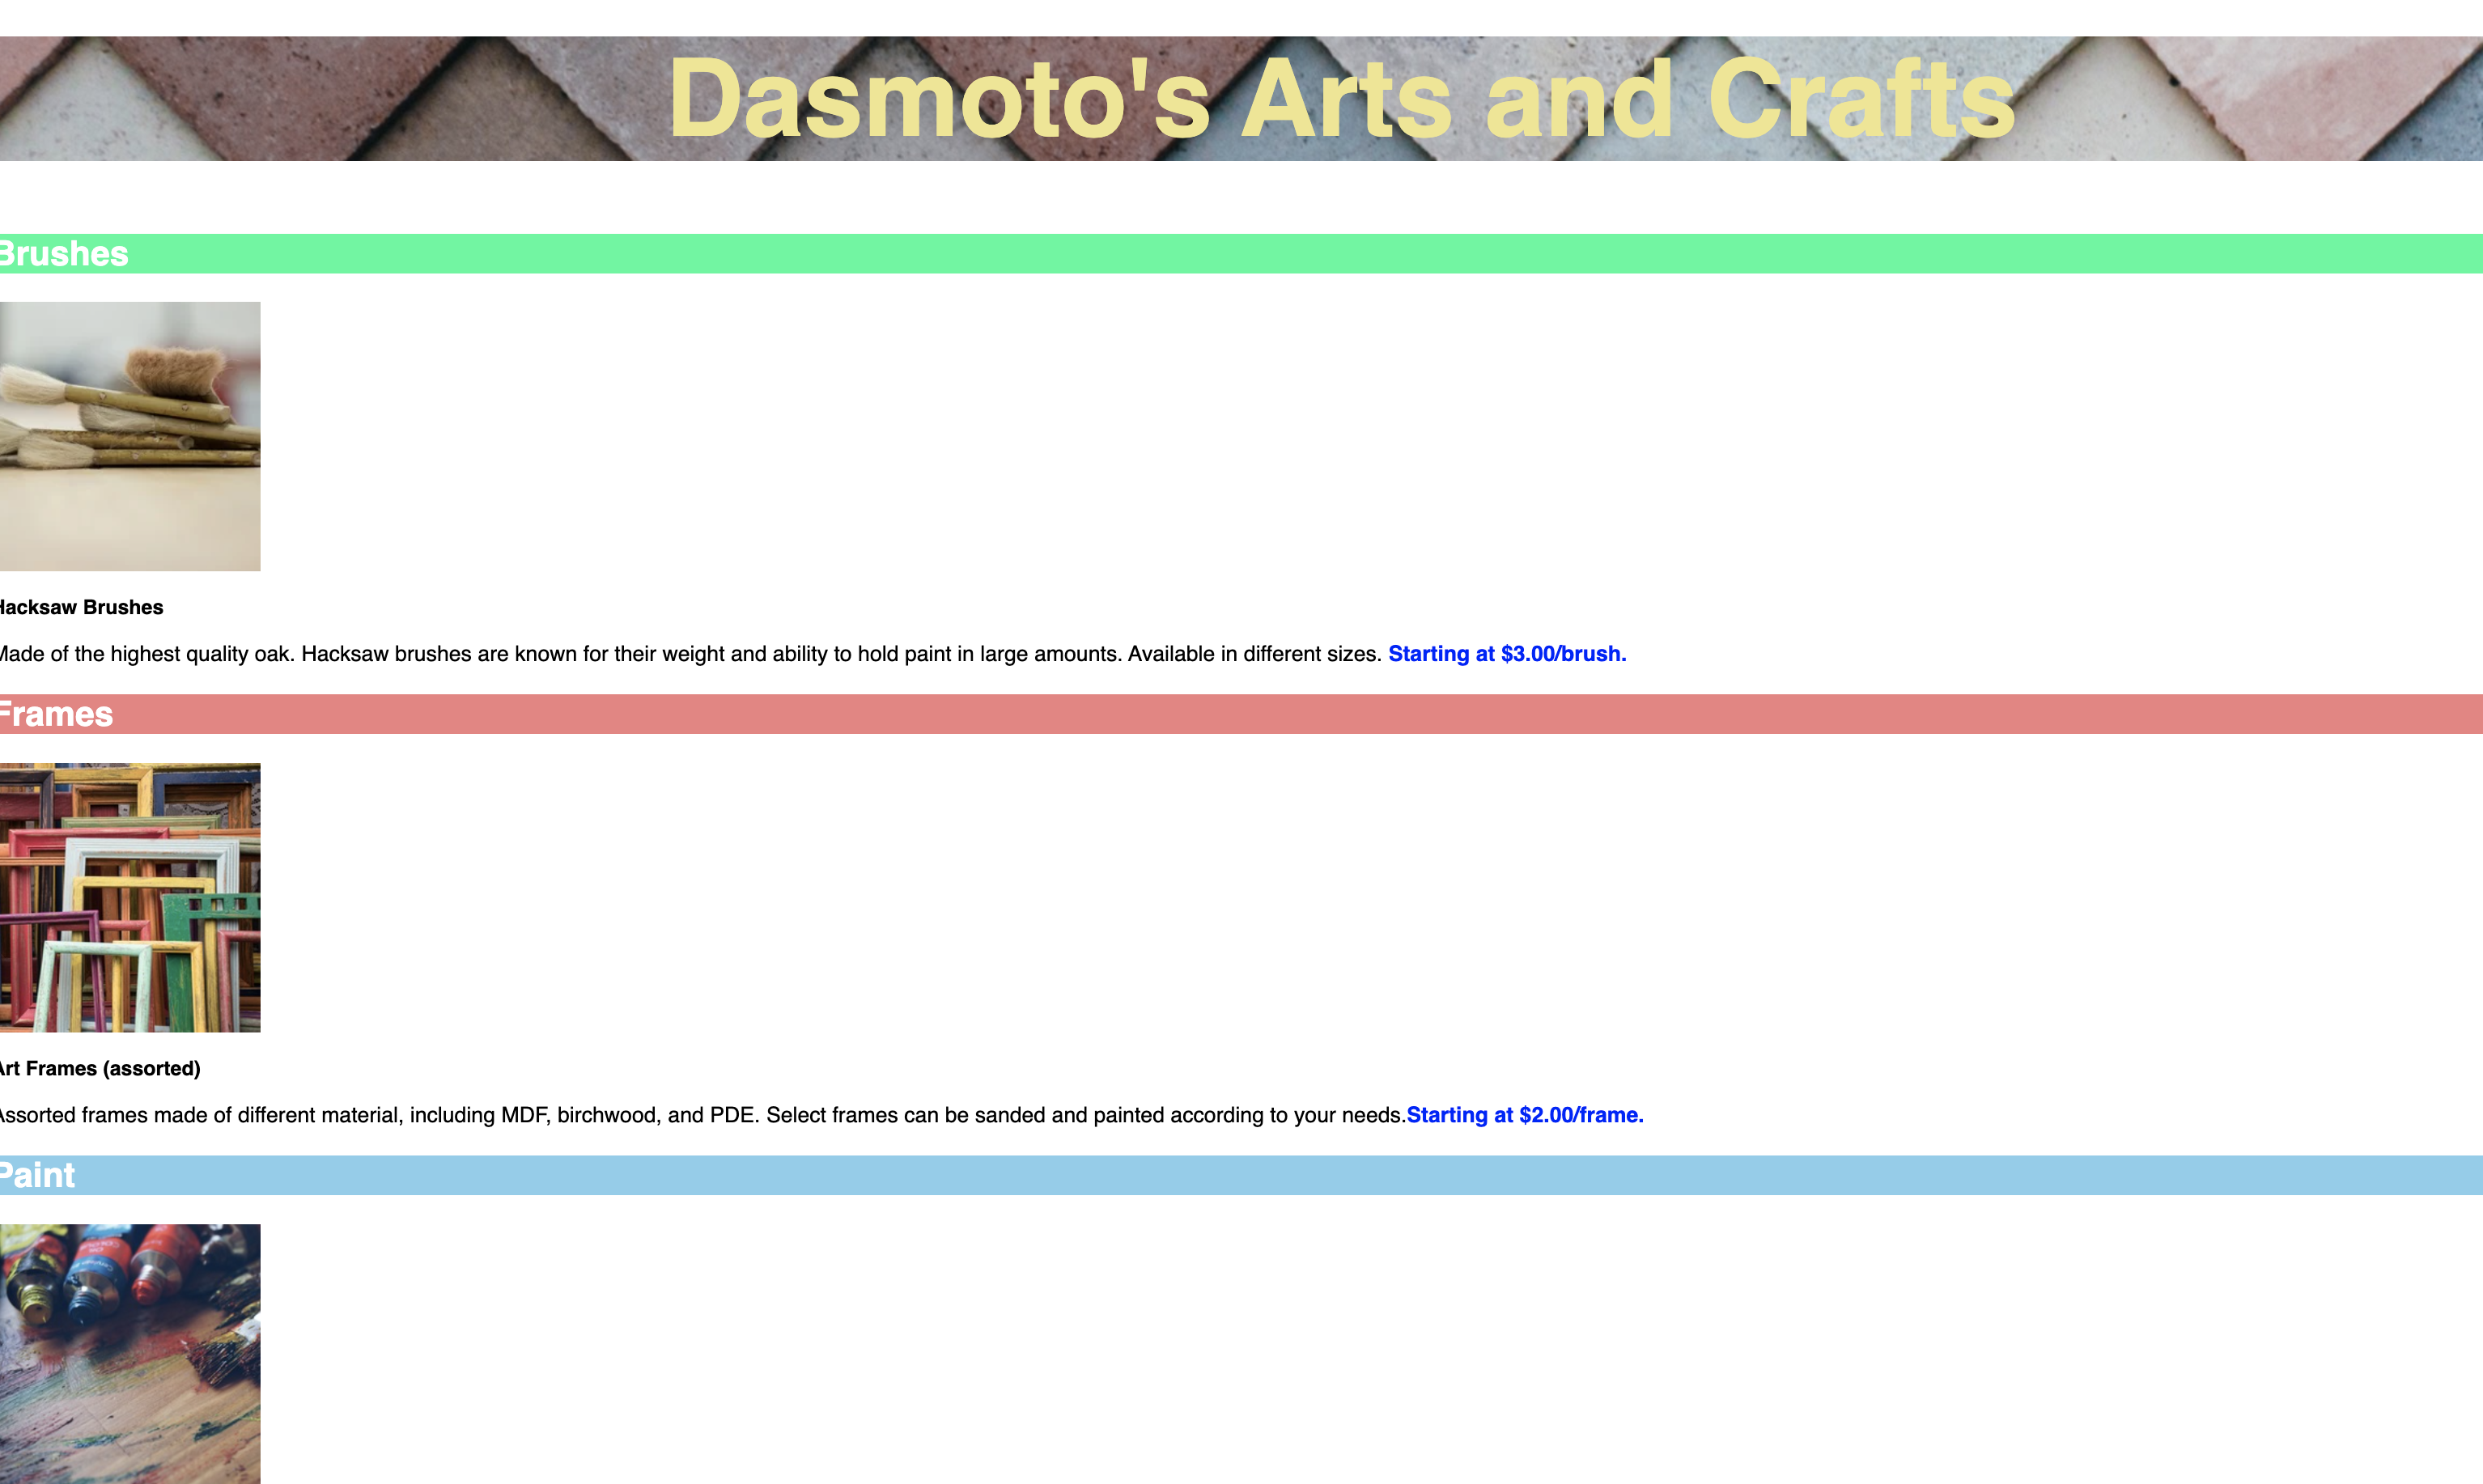 Dasmoto's Arts and Crafts
Brushes
Hacksaw Brushes
Made of the highest quality oak. Hacksaw brushes are known for their weight and ability to hold paint in large amounts. Available in different sizes. Starting at $3.00/brush.
Frames
Art Frames (assorted)
Assorted frames made of different material, including MDF, birchwood, and PDE. Select frames can be sanded and painted according to your needs.Starting at $2.00/frame.
Paint